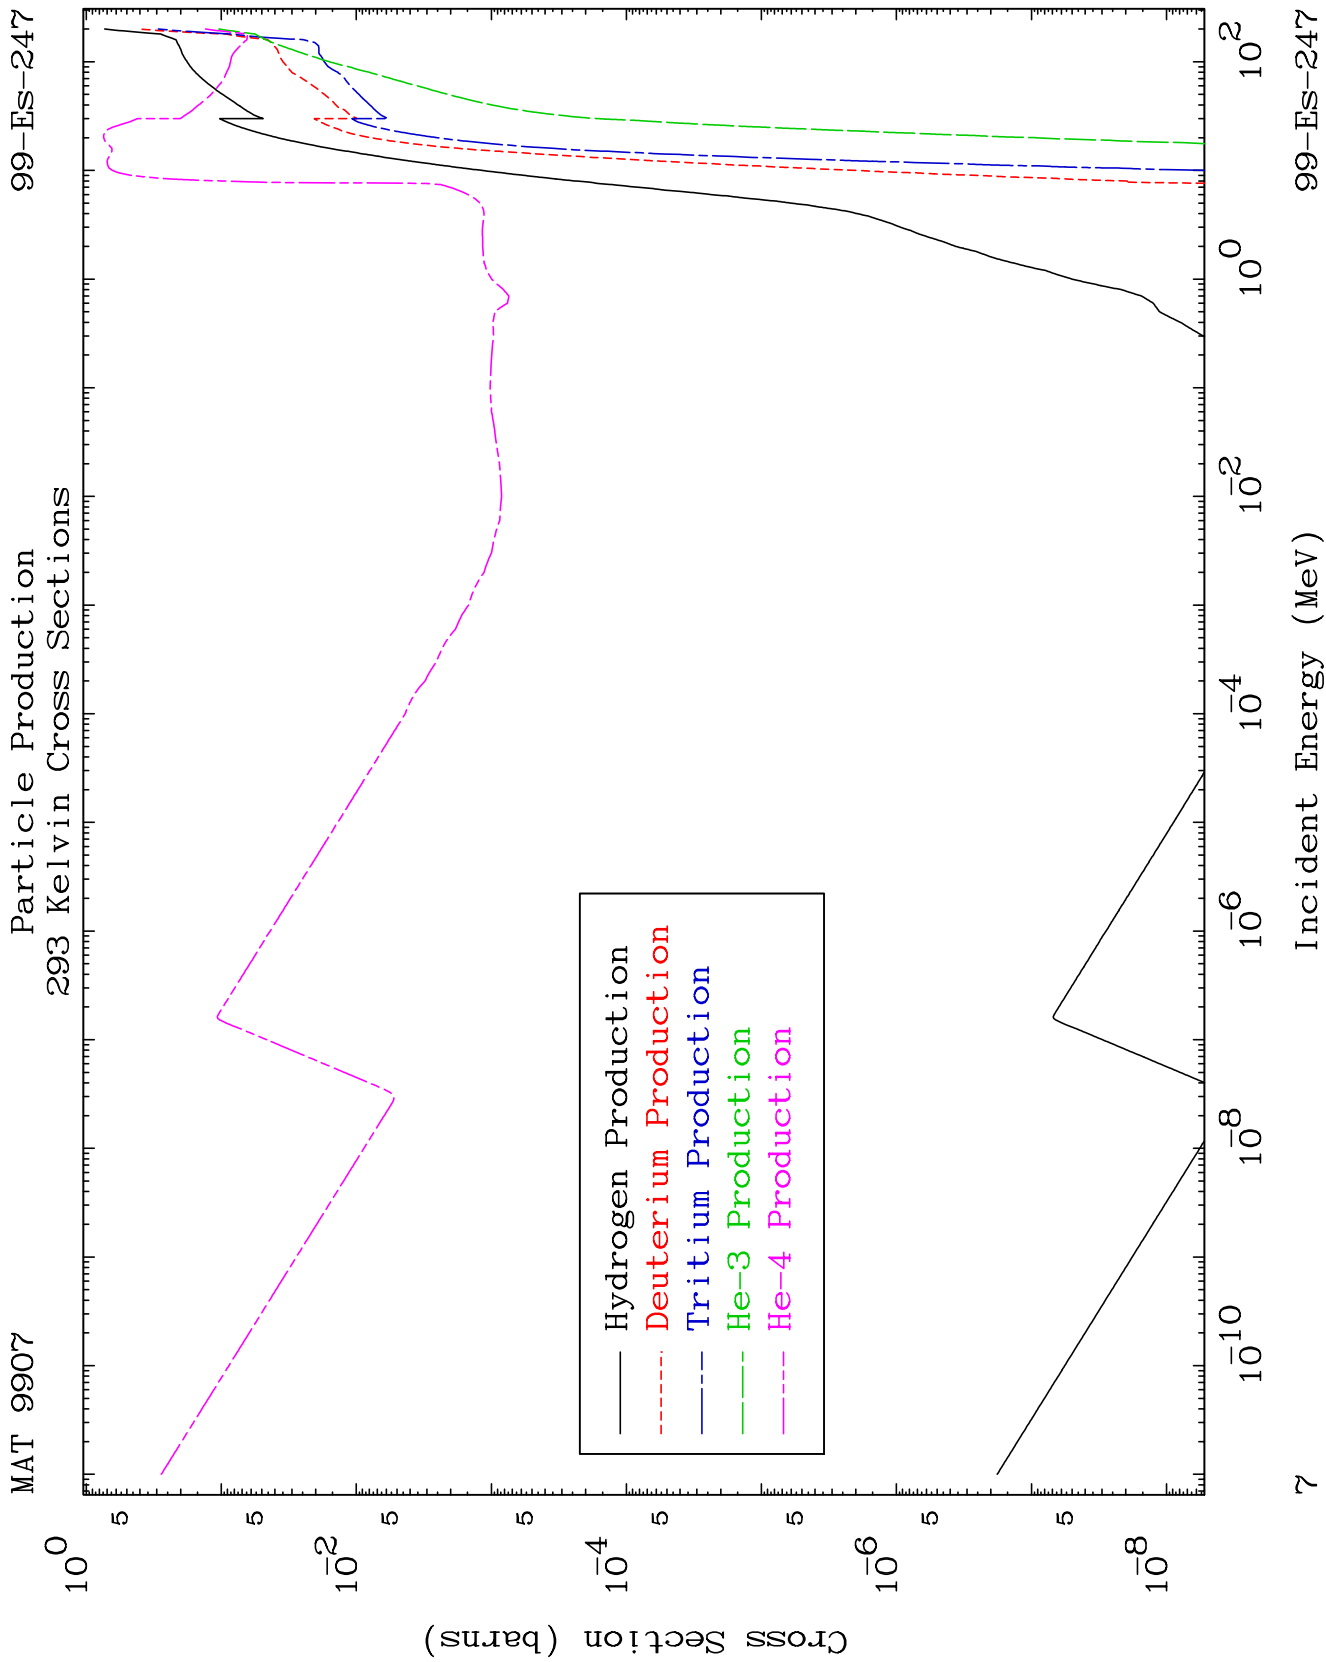 MAT 9907
Particle Production
99-Es-247
293 Kelvin Cross Sections
Cross Section (barns)
10^0
5
5
10^-2
5
5
10^-4
5
5
10^-6
5
5
10^-8
Hydrogen Production
Deuterium Production
Tritium Production
He-3 Production
He-4 Production
10^-10
10^-8
10^-6
10^-4
10^-2
10^0
10^2
7
Incident Energy (MeV)
99-Es-247